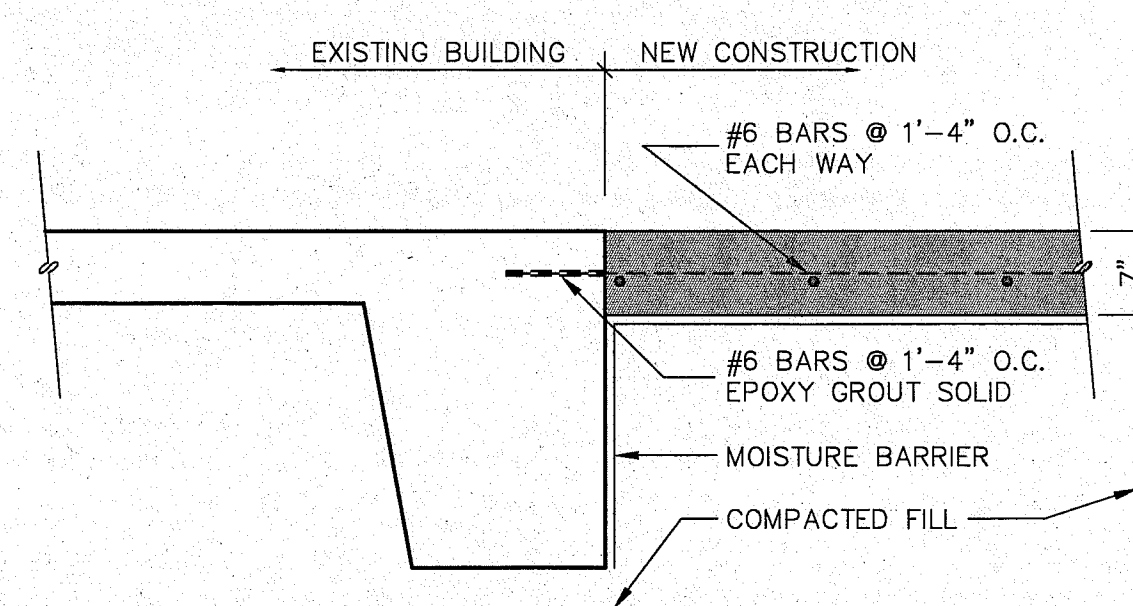 EXISTING BUILDING
NEW CONSTRUCTION
#6 BARS @ 1'-4" O.C.
EACH WAY
7"
#6 BARS @ 1'-4" O.C.
EPOXY GROUT SOLID
MOISTURE BARRIER
COMPACTED FILL